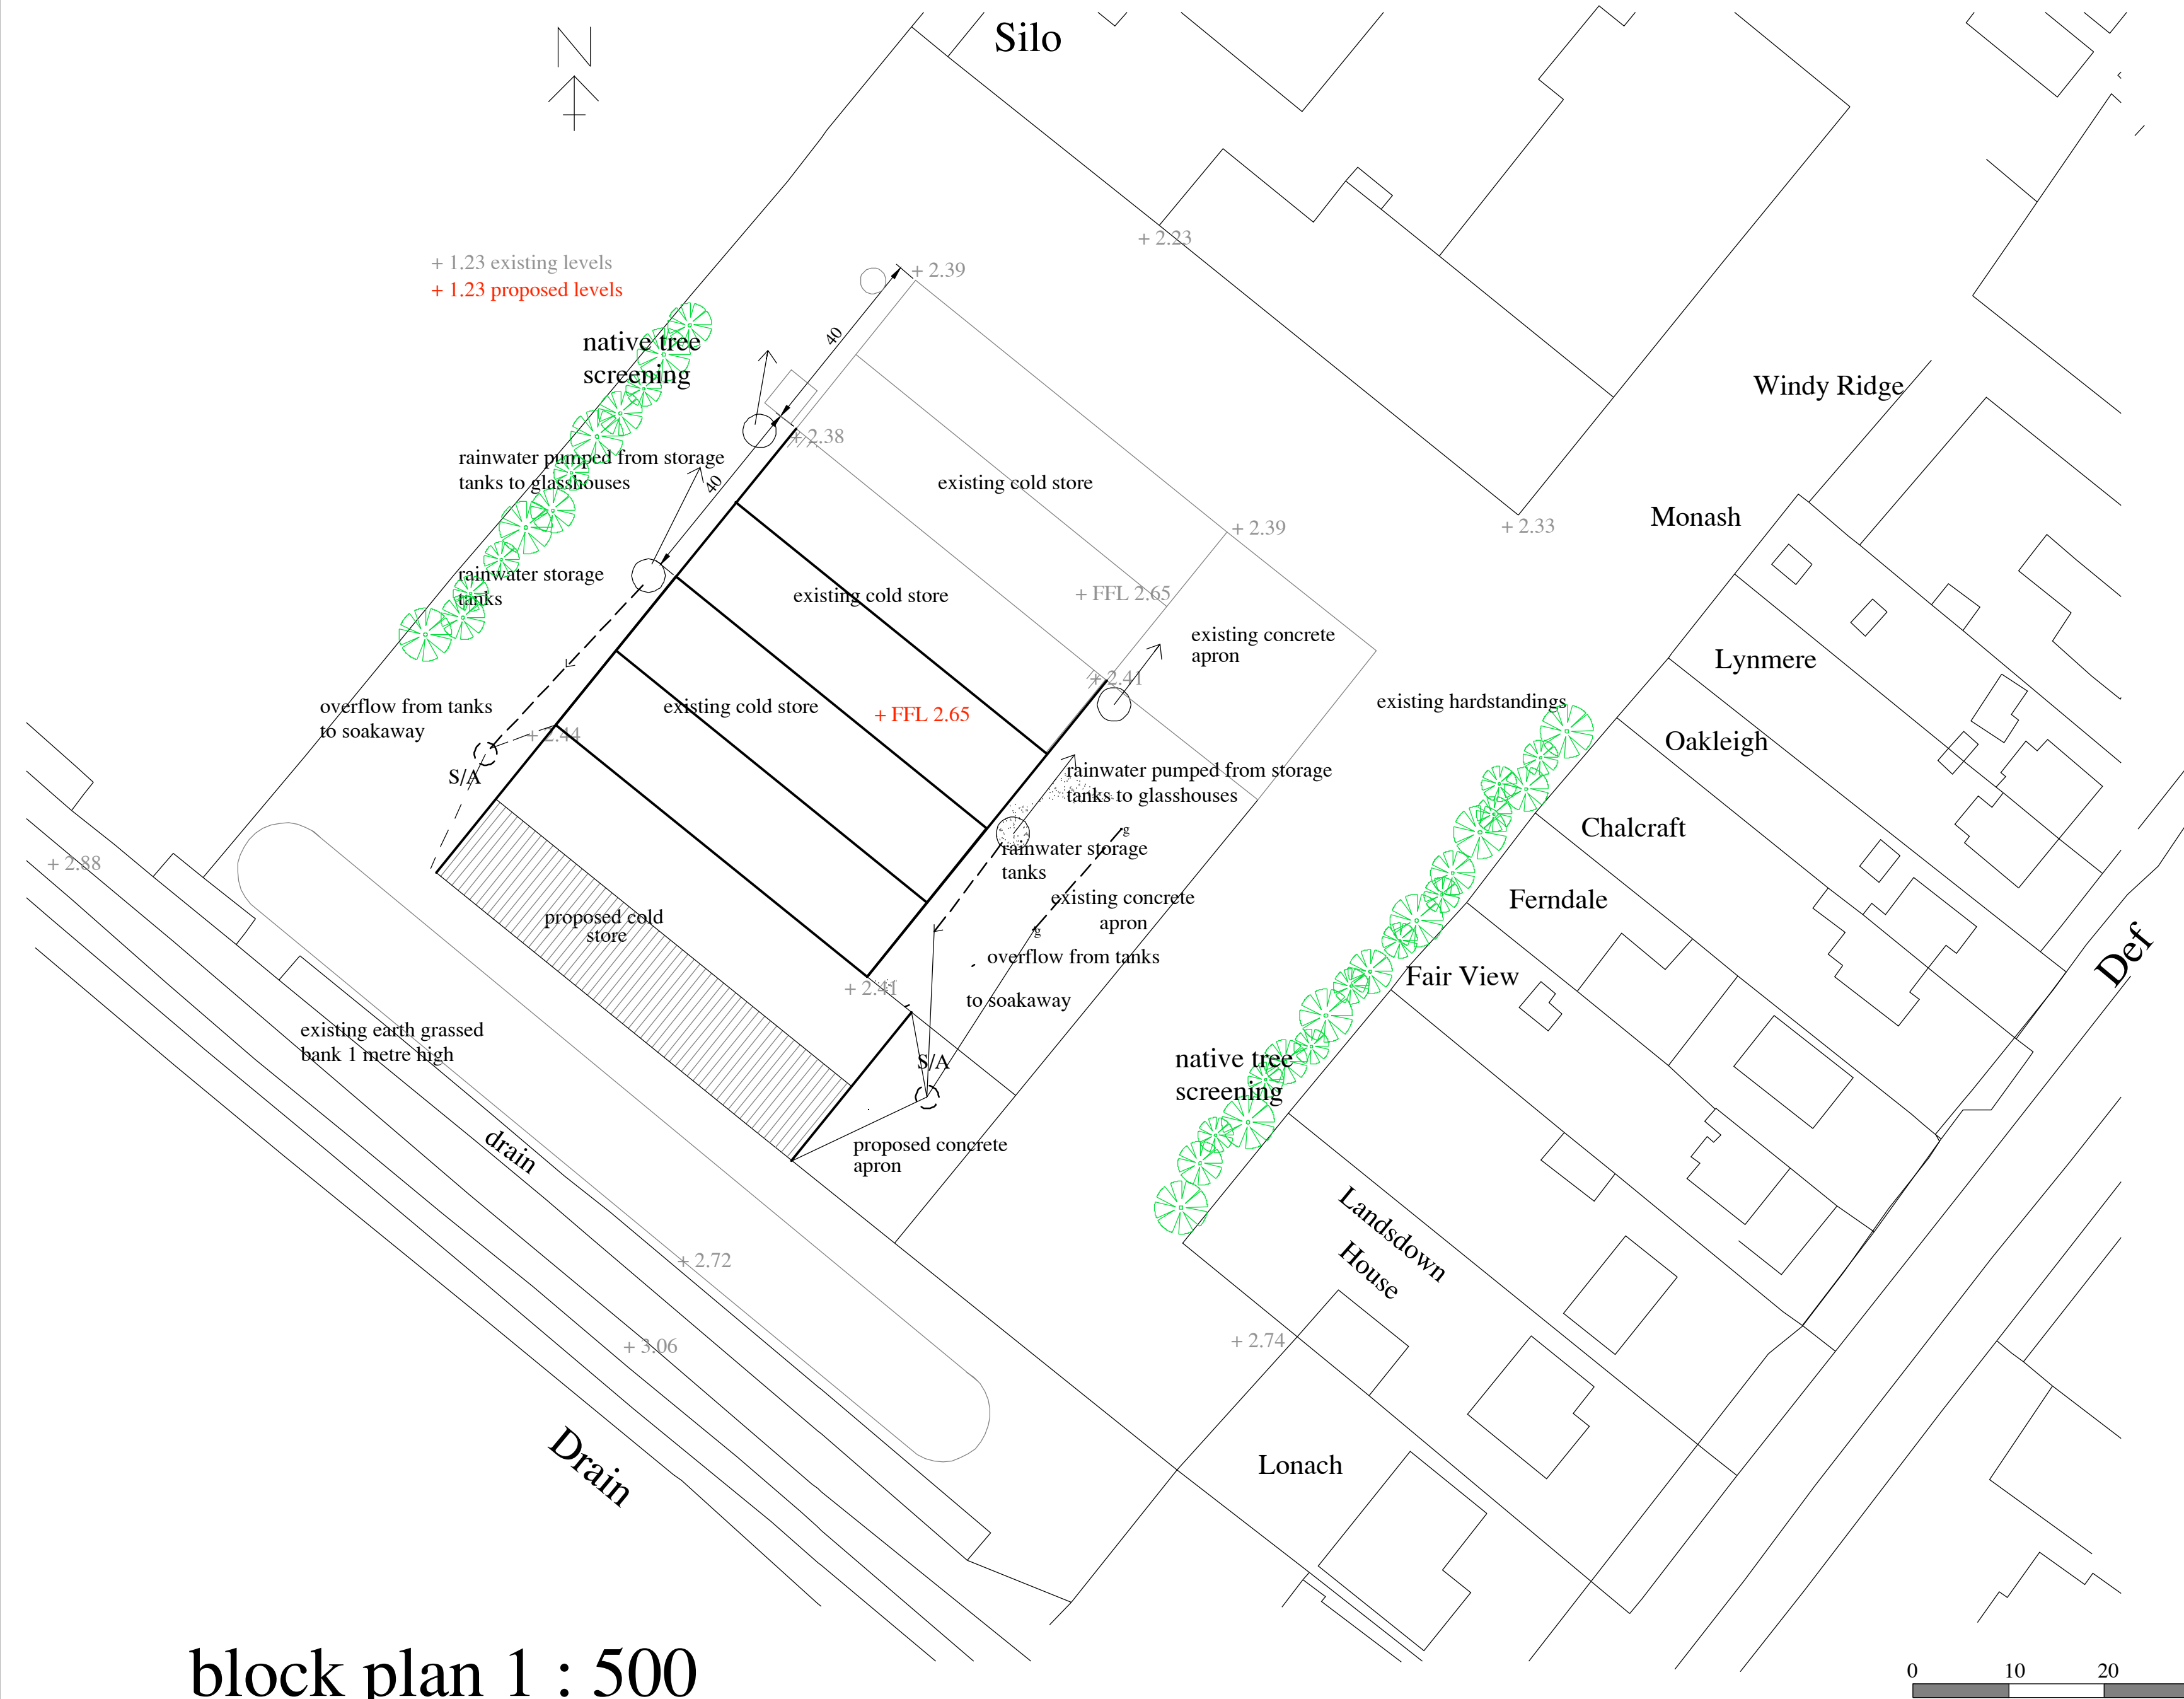 N
Silo
+ 2.23
+ 1.23 existing levels
+ 1.23 proposed levels
+ 2.39
40
native tree
screening
Windy Ridge
+ 2.38
rainwater pumped from storage
tanks to glasshouses
40
existing cold store
Monash
+ 2.39
+ 2.33
rainwater storage
tanks
existing cold store
+ FFL 2.65
existing concrete
apron
Lynmere
+ 2.41
overflow from tanks
to soakaway
existing cold store
+ FFL 2.65
existing hardstandings
+ 2.44
Oakleigh
S/A
rainwater pumped from storage
tanks to glasshouses
g
Chalcraft
rainwater storage
tanks
+ 2.88
existing concrete
apron
Ferndale
proposed cold
store
g
overflow from tanks
to soakaway
Fair View
+ 2.41
Def
existing earth grassed
bank 1 metre high
S/A
native tree
screening
drain
proposed concrete
apron
Landsdown
House
+ 2.72
+ 3.06
+ 2.74
Lonach
Drain
block plan 1 : 500
0 10 20